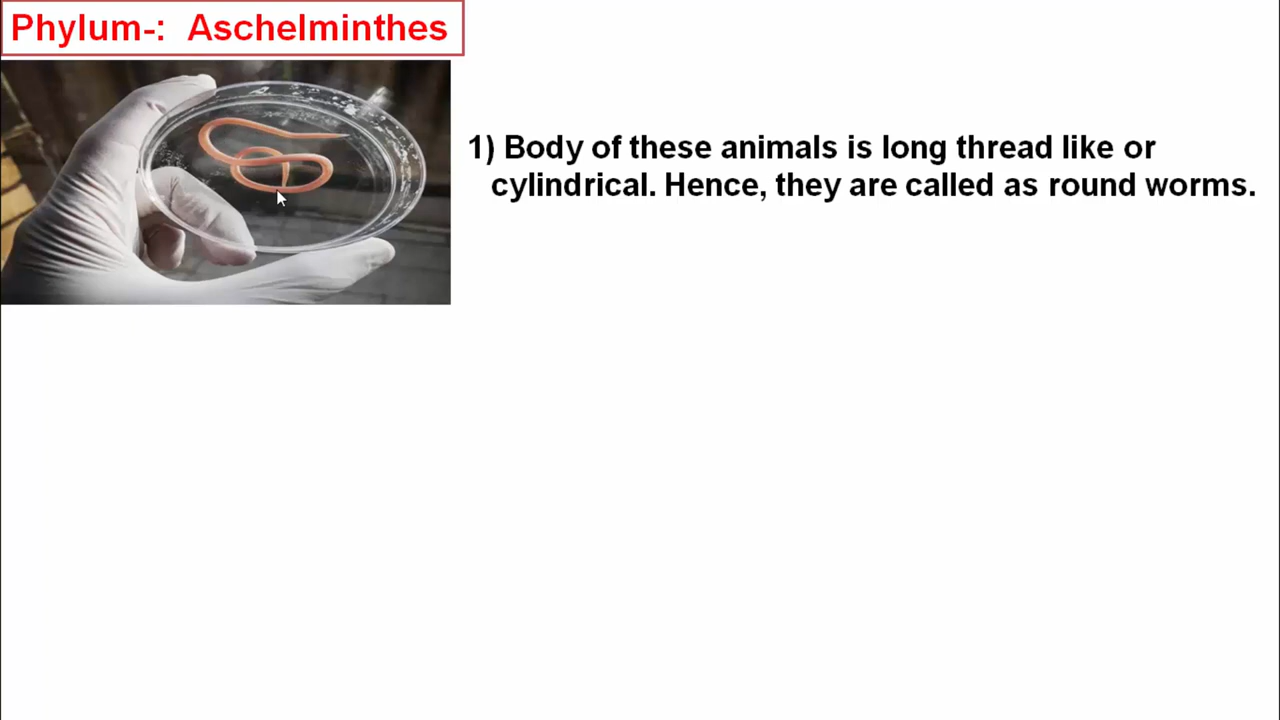 Phylum-: Aschelminthes
1) Body of these animals is long thread like or
cylindrical. Hence, they are called as round worms.